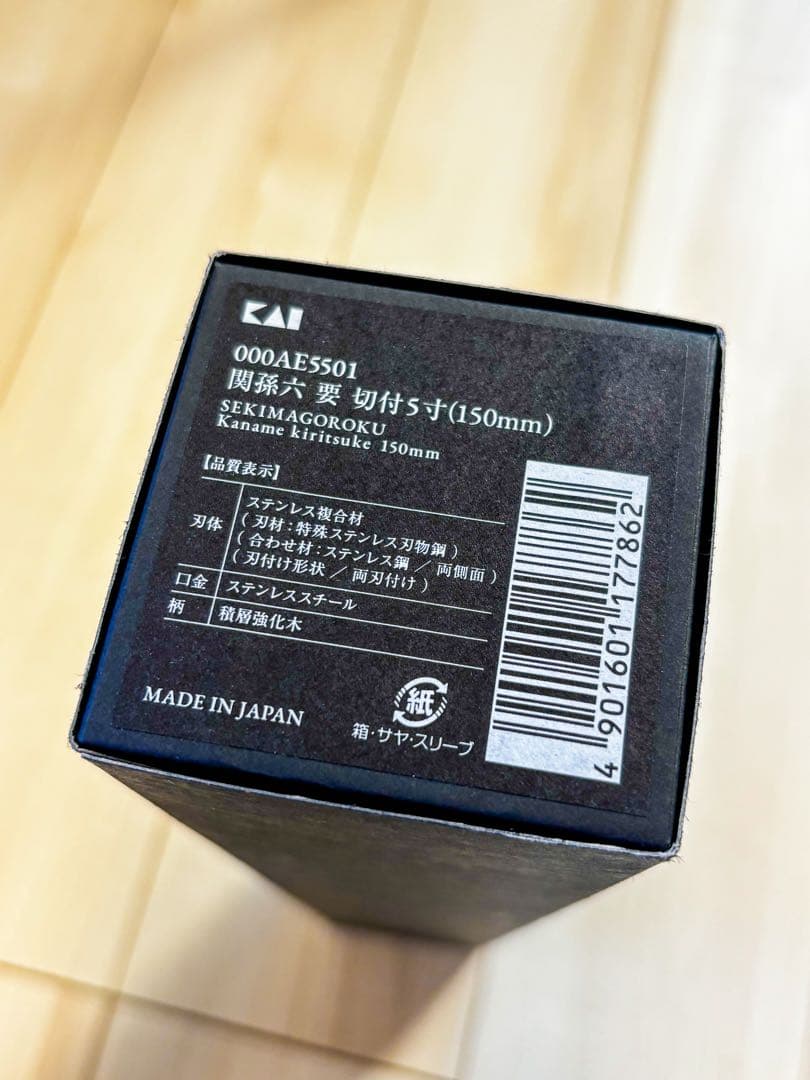 KAI
000AE5501
関孫六 要 切付5寸(150mm)
SEKIMAGOROKU
Kaname kiritsuke 150mm
【品質表示】
刃体 ステンレス複合材
(刃材:特殊ステンレス刃物鋼)
(合わせ材:ステンレス鋼/両側面)
(刃付け形状/両刃付け)
口金 ステンレススチール
柄 積層強化木
MADE IN JAPAN
紙
箱・サヤ・スリーブ
4 901601 177862